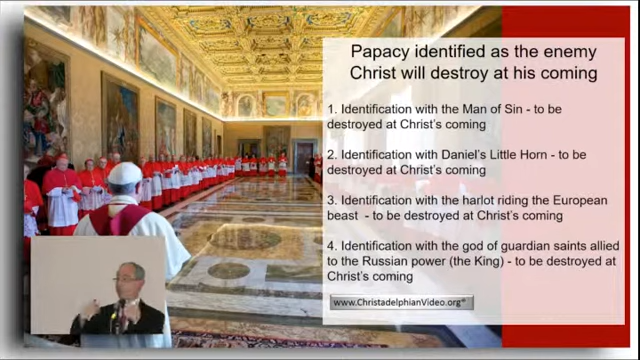 Papacy identified as the enemy
Christ will destroy at his coming
1. Identification with the Man of Sin - to be
destroyed at Christ's coming
2. Identification with Daniel's Little Horn - to be
destroyed at Christ's coming
3. Identification with the harlot riding the European
beast - to be destroyed at Christ's coming
4. Identification with the god of guardian saints allied
to the Russian power (the King) - to be destroyed at
Christ's coming
www.ChristadelphianVideo.org®